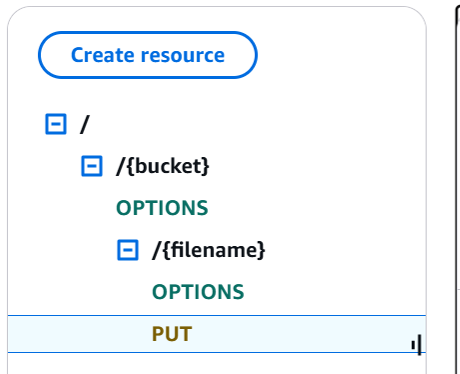 Create resource
/
/{bucket}
OPTIONS
/{filename}
OPTIONS
PUT